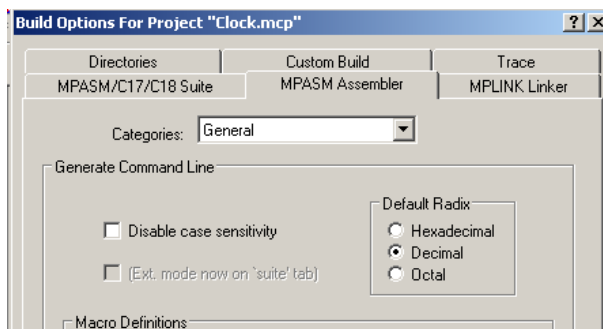 Build Options For Project "Clock.mcp"
Directories Custom Build Trace
MPASM/C17/C18 Suite MPASM Assembler MPLINK Linker
Categories: General
Generate Command Line
Default Radix
Disable case sensitivity
Hexadecimal
Decimal
(Ext. mode now on `suite' tab)
Octal
Macro Definitions